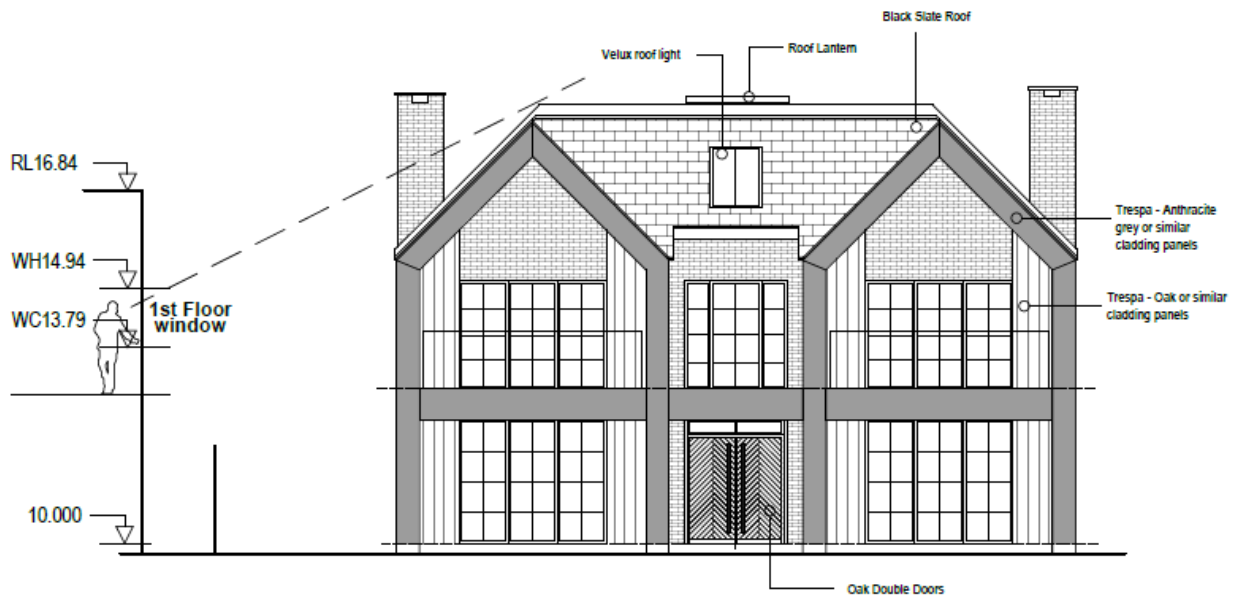 Black Slate Roof
Roof Lantern
Velux roof light
RL16.84
WH14.94
1st Floor
window
WC13.79
10.000
Trespa - Anthracite
grey or similar
cladding panels
Trespa - Oak or similar
cladding panels
Oak Double Doors